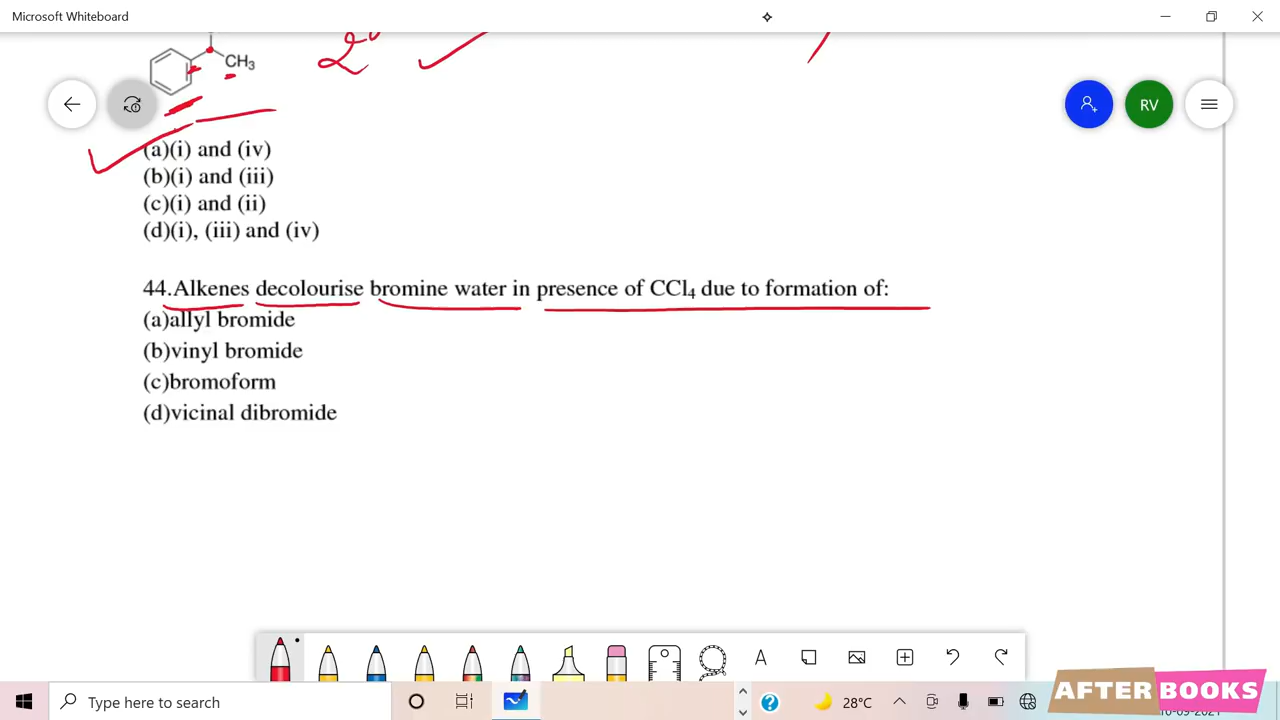 Microsoft Whiteboard
CH3
2°
RV
(a)(i) and (iv)
(b)(i) and (iii)
(c)(i) and (ii)
(d)(i), (iii) and (iv)
44.Alkenes decolourise bromine water in presence of CCl4 due to formation of:
(a)allyl bromide
(b)vinyl bromide
(c)bromoform
(d)vicinal dibromide
A
Type here to search
28°C
AFTERBOOKS